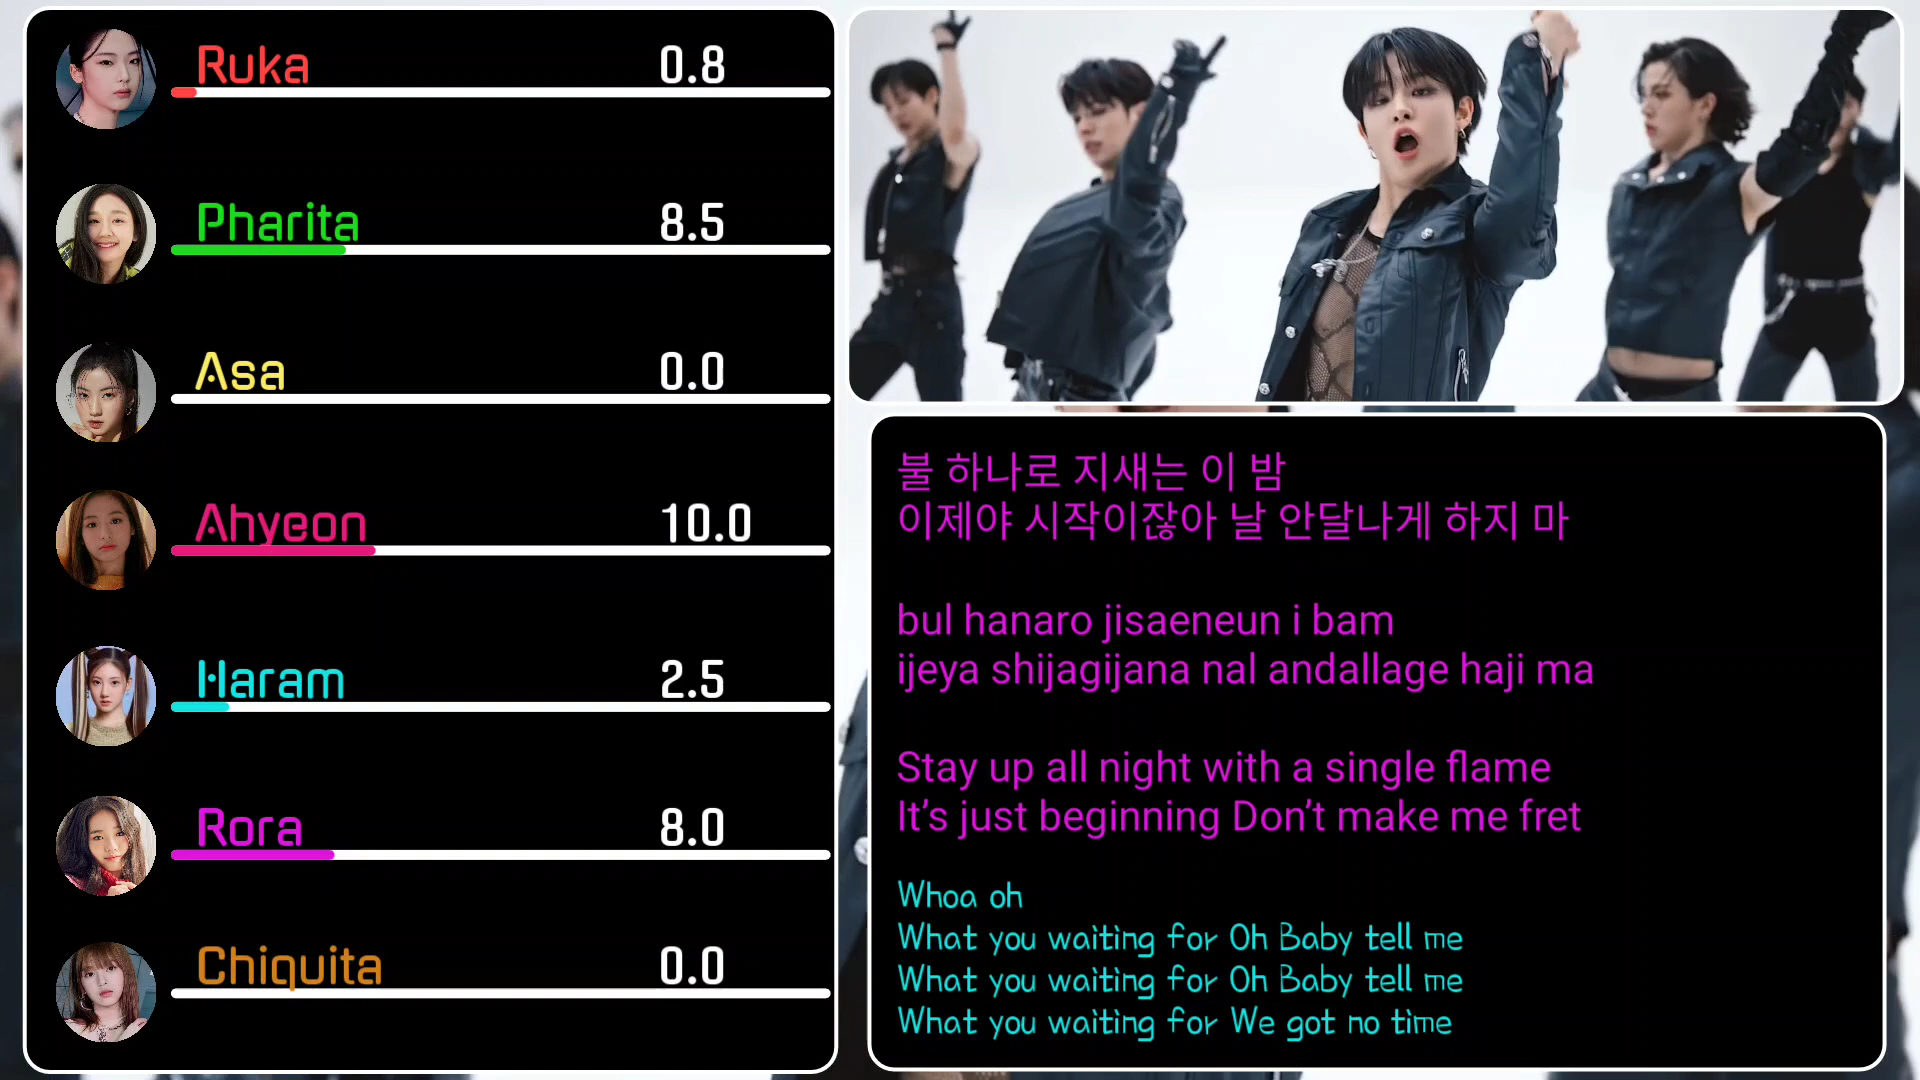 Ruka 0.8
Pharita 8.5
Asa 0.0
Ahyeon 10.0
Haram 2.5
Rora 8.0
Chiquita 0.0
불 하나로 지새는 이 밤
이제야 시작이잖아 날 안달나게 하지 마
bul hanaro jisaeneun i bam
ijeya shijagijana nal andallage haji ma
Stay up all night with a single flame
It's just beginning Don't make me fret
Whoa oh
What you waiting for Oh Baby tell me
What you waiting for Oh Baby tell me
What you waiting for We got no time